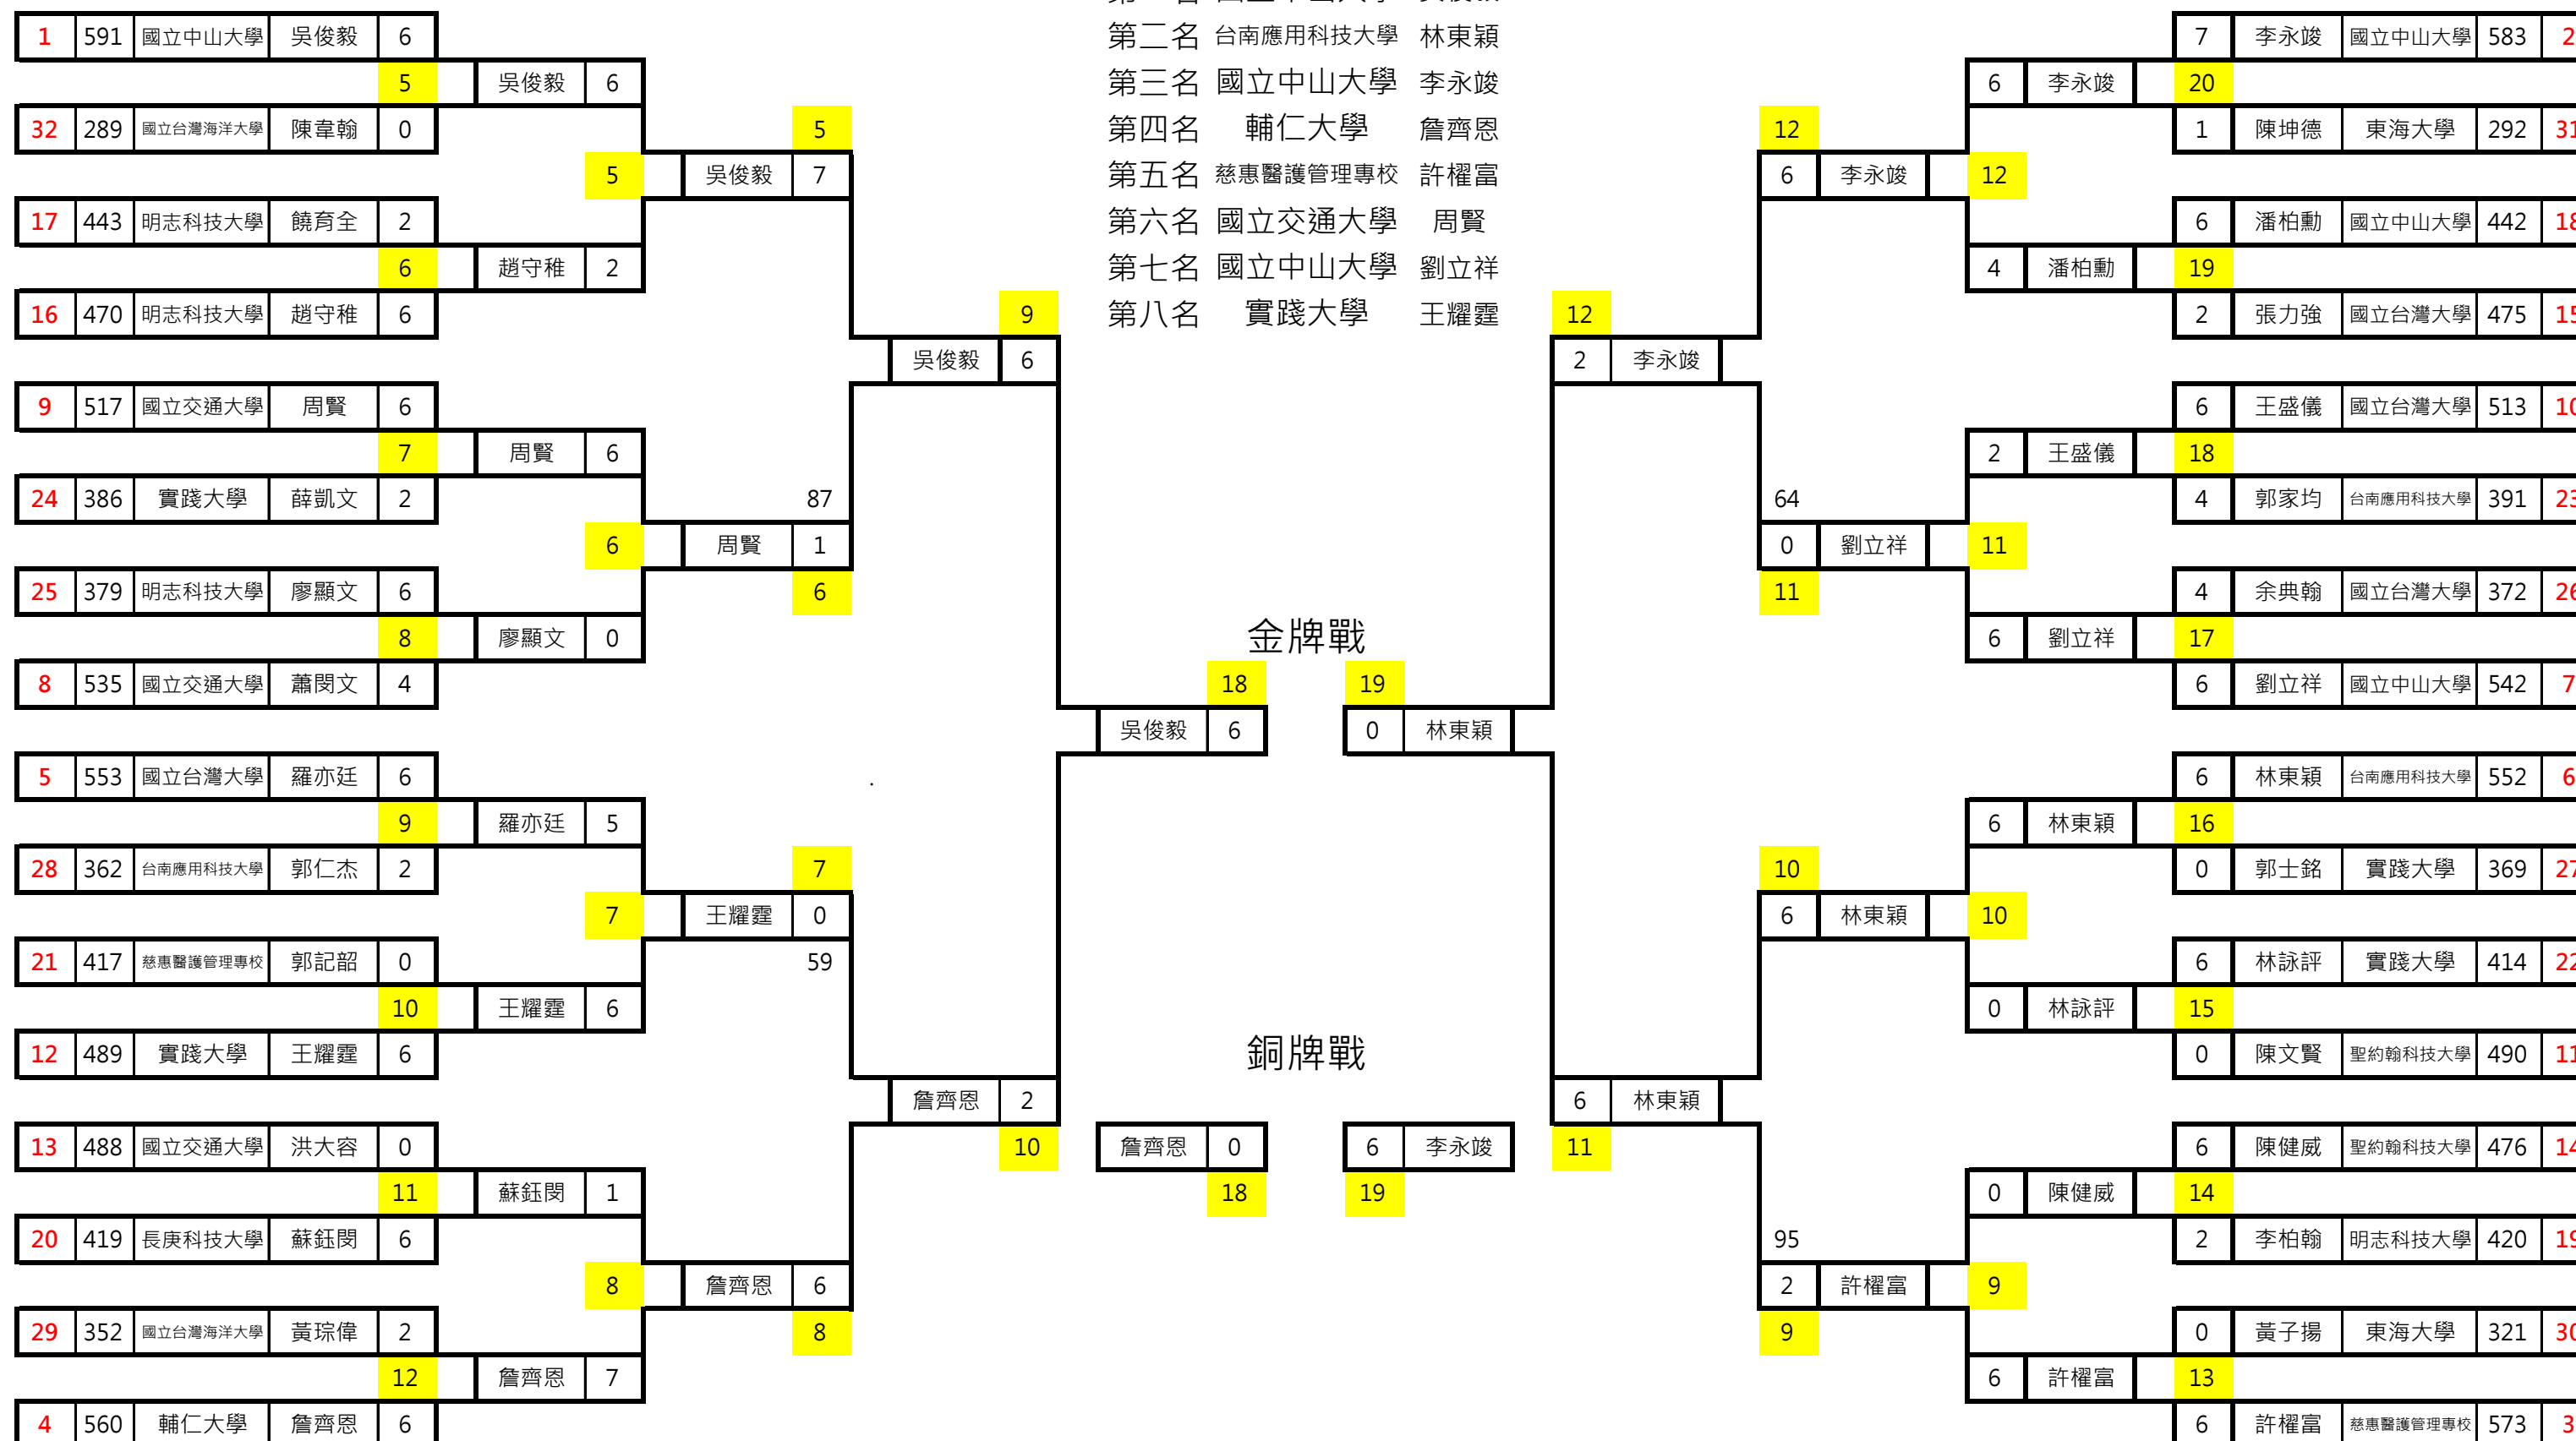 第二名 台南應用科技大學 林東穎
1 591 國立中山大學 吳俊毅 6
7 李永竣 國立中山大學 583 2
第三名 國立中山大學 李永竣
5 吳俊毅 6
6 李永竣 20
第四名 輔仁大學 詹齊恩
32 289 國立台灣海洋大學 陳韋翰 0 5
12 1 陳坤德 東海大學 292 31
第五名 慈惠醫護管理專校 許櫂富
5 吳俊毅 7
6 李永竣 12
第六名 國立交通大學 周賢
17 443 明志科技大學 饒育全 2
6 潘柏勳 國立中山大學 442 18
第七名 國立中山大學 劉立祥
6 趙守稚 2
4 潘柏勳 19
第八名 實踐大學 王耀霆
16 470 明志科技大學 趙守稚 6 9
12 2 張力強 國立台灣大學 475 15
吳俊毅 6
2 李永竣
9 517 國立交通大學 周賢 6
6 王盛儀 國立台灣大學 513 10
7 周賢 6
2 王盛儀 18
24 386 實踐大學 薛凱文 2 87
64 4 郭家均 台南應用科技大學 391 23
6 周賢 1
0 劉立祥 11
25 379 明志科技大學 廖顯文 6 6
11 4 余典翰 國立台灣大學 372 26
8 廖顯文 0
金牌戰
6 劉立祥 17
8 535 國立交通大學 蕭閔文 4
18 19
6 劉立祥 國立中山大學 542 7
吳俊毅 6
0 林東穎
5 553 國立台灣大學 羅亦廷 6
.
6 林東穎 台南應用科技大學 552 6
9 羅亦廷 5
6 林東穎 16
28 362 台南應用科技大學 郭仁杰 2 7
10 0 郭士銘 實踐大學 369 27
7 王耀霆 0
6 林東穎 10
21 417 慈惠醫護管理專校 郭記韶 0 59
6 林詠評 實踐大學 414 22
10 王耀霆 6
0 林詠評 15
12 489 實踐大學 王耀霆 6
銅牌戰
0 陳文賢 聖約翰科技大學 490 11
詹齊恩 2
6 林東穎
13 488 國立交通大學 洪大容 0 10
詹齊恩 0
6 李永竣
11 6 陳健威 聖約翰科技大學 476 14
11 蘇鈺閔 1
18 19
0 陳健威 14
20 419 長庚科技大學 蘇鈺閔 6
95 2 李柏翰 明志科技大學 420 19
8 詹齊恩 6
2 許櫂富 9
29 352 國立台灣海洋大學 黃琮偉 2 8
9 0 黃子揚 東海大學 321 30
12 詹齊恩 7
6 許櫂富 13
4 560 輔仁大學 詹齊恩 6
6 許櫂富 慈惠醫護管理專校 573 3